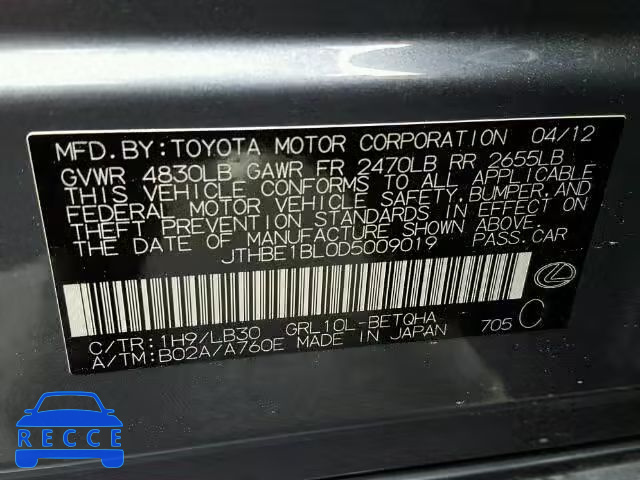 MFD. BY: TOYOTA MOTOR CORPORATION 04/12
GVWR 4830LB GAWR FR 2470LB RR 2655LB
THIS VEHICLE CONFORMS TO ALL APPLICABLE
FEDERAL MOTOR VEHICLE SAFETY, BUMPER, AND
THEFT PREVENTION STANDARDS IN EFFECT ON
THE DATE OF MANUFACTURE SHOWN ABOVE.
JTHBE1BL0D5009019 PASS. CAR
C/TR: 1H9/LB30 GRL10L-BETQHA
A/TM: B02A/A760E MADE IN JAPAN 705 C
123
RECCE